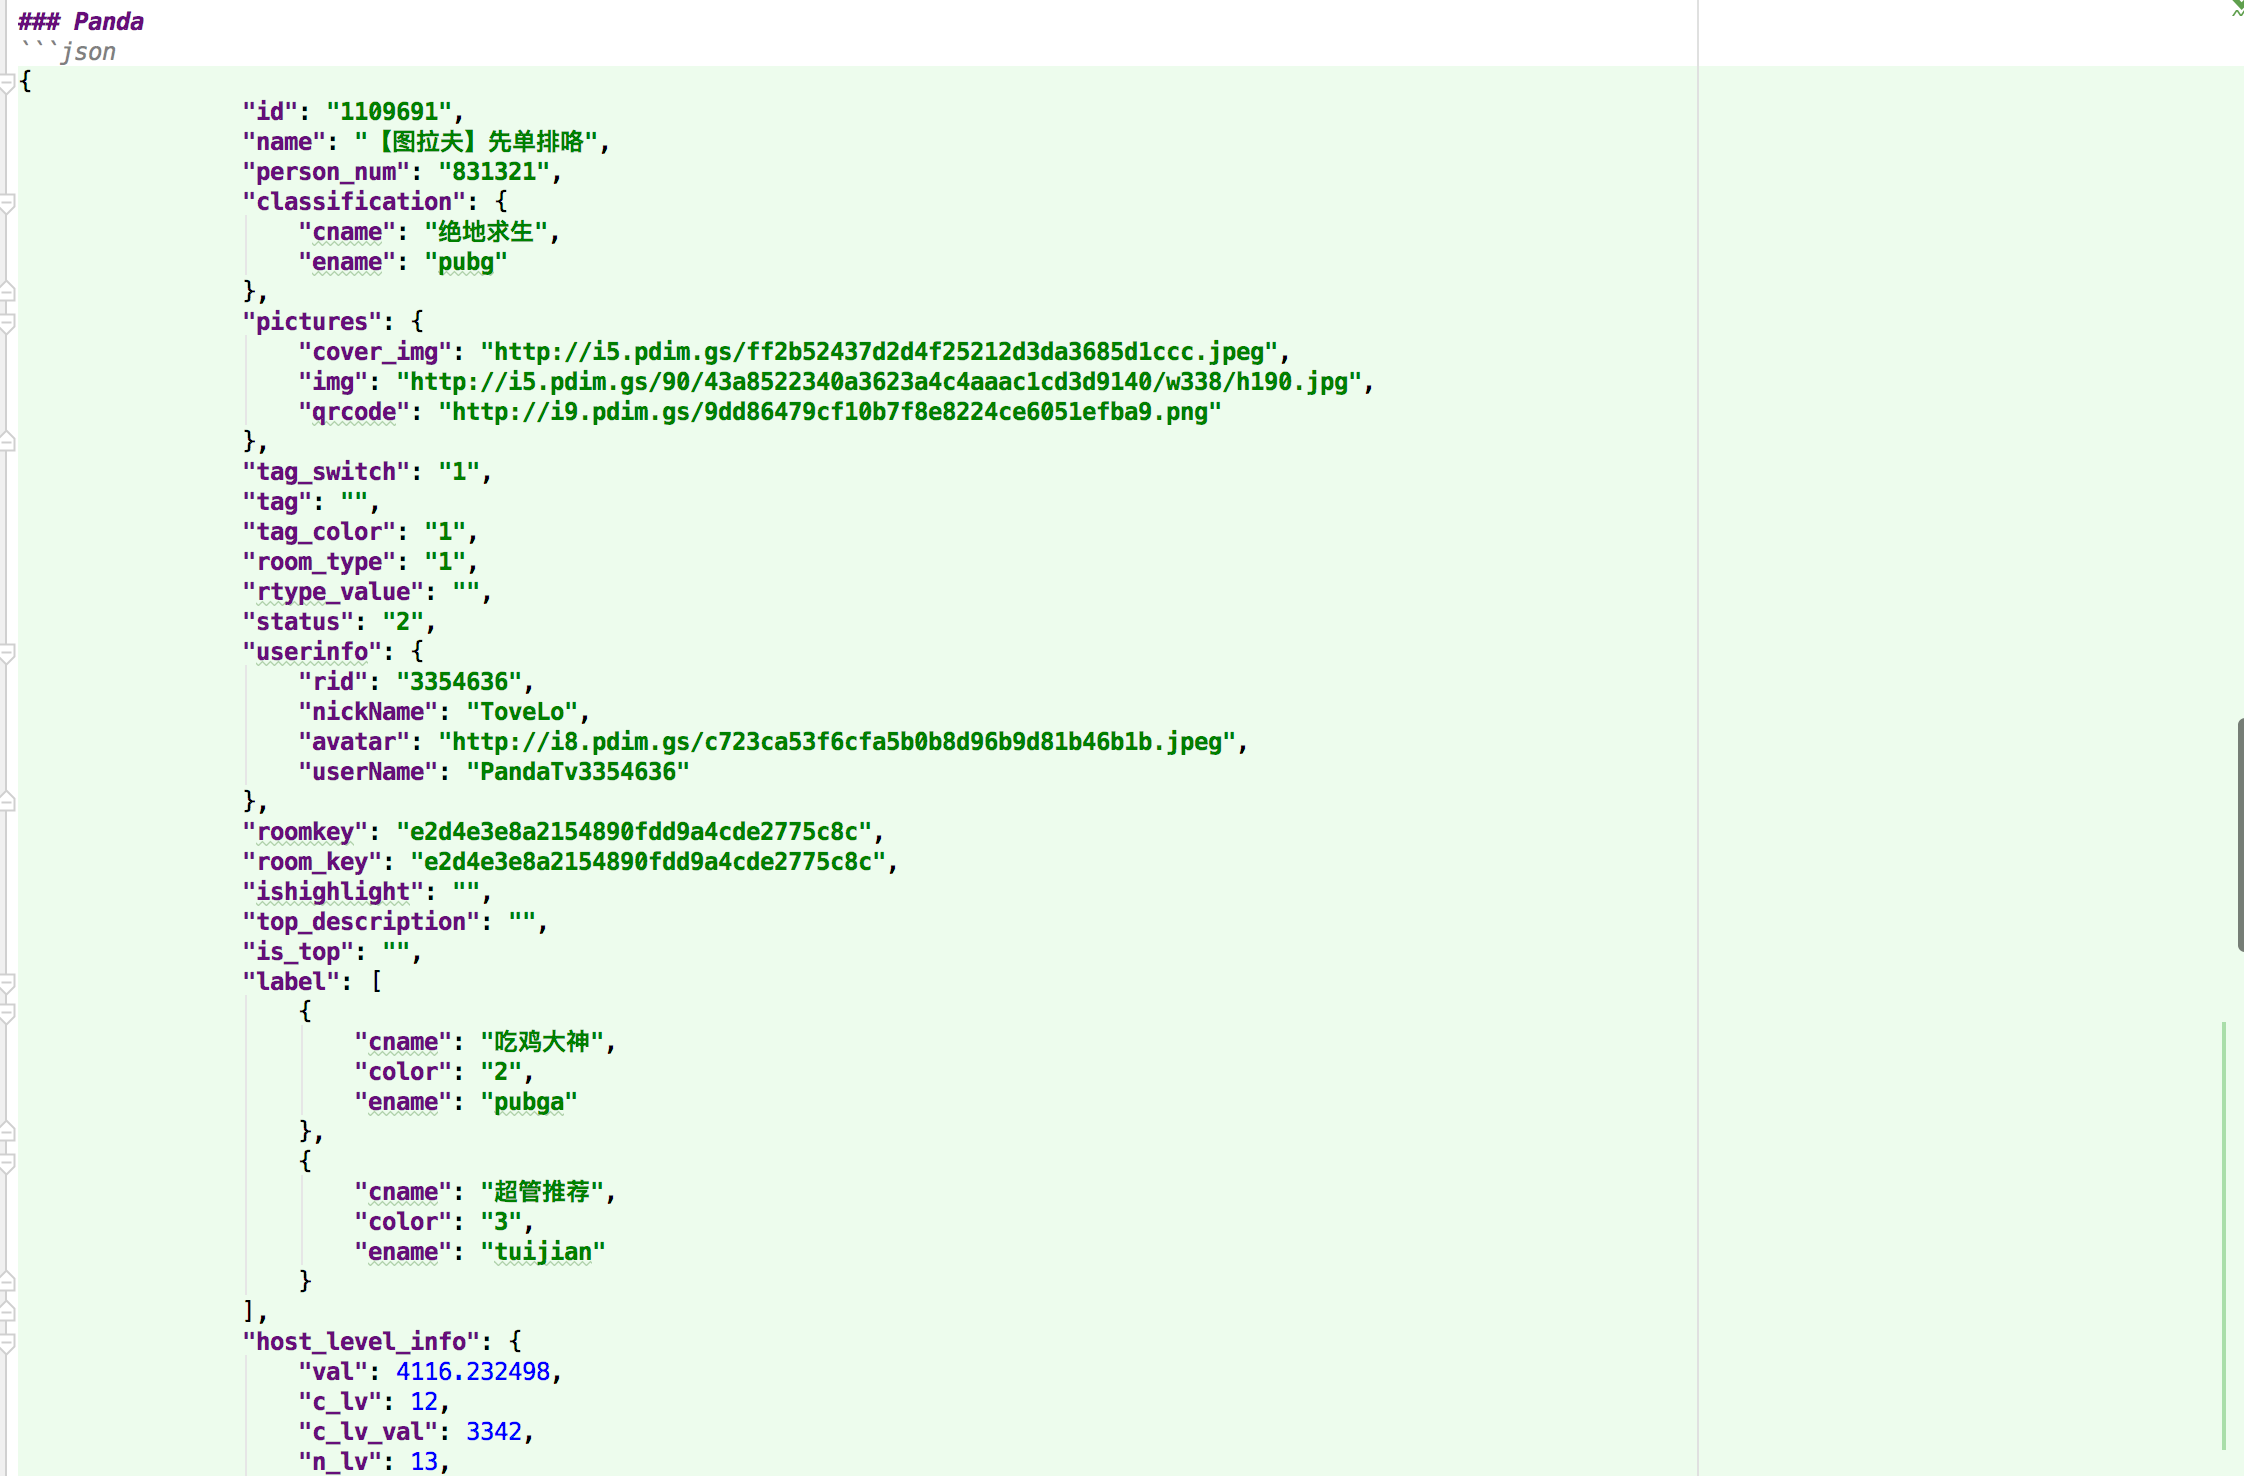 ### Panda
```json
{
"id": "1109691",
"name": "【图拉夫】先单排咯",
"person_num": "831321",
"classification": {
"cname": "绝地求生",
"ename": "pubg"
},
"pictures": {
"cover_img": "http://i5.pdim.gs/ff2b52437d2d4f25212d3da3685d1ccc.jpeg",
"img": "http://i5.pdim.gs/90/43a8522340a3623a4c4aaac1cd3d9140/w338/h190.jpg",
"qrcode": "http://i9.pdim.gs/9dd86479cf10b7f8e8224ce6051efba9.png"
},
"tag_switch": "1",
"tag": "",
"tag_color": "1",
"room_type": "1",
"rtype_value": "",
"status": "2",
"userinfo": {
"rid": "3354636",
"nickName": "ToveLo",
"avatar": "http://i8.pdim.gs/c723ca53f6cfa5b0b8d96b9d81b46b1b.jpeg",
"userName": "PandaTv3354636"
},
"roomkey": "e2d4e3e8a2154890fdd9a4cde2775c8c",
"room_key": "e2d4e3e8a2154890fdd9a4cde2775c8c",
"ishighlight": "",
"top_description": "",
"is_top": "",
"label": [
{
"cname": "吃鸡大神",
"color": "2",
"ename": "pubga"
},
{
"cname": "超管推荐",
"color": "3",
"ename": "tuijian"
}
],
"host_level_info": {
"val": 4116.232498,
"c_lv": 12,
"c_lv_val": 3342,
"n_lv": 13,